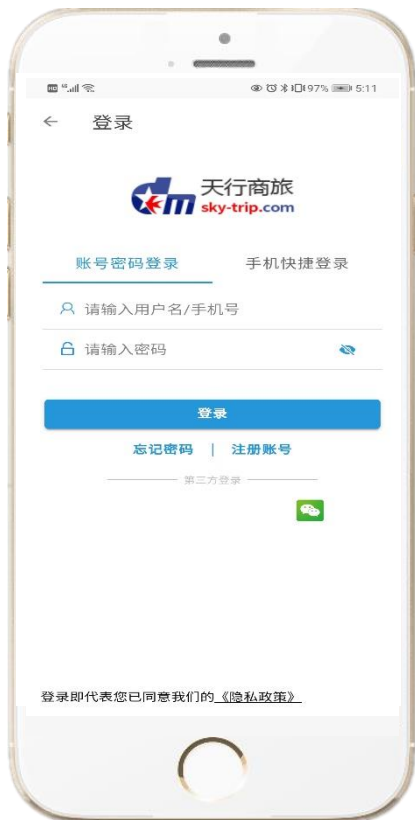 HD 97% 5:11
登录
天行商旅
sky-trip.com
账号密码登录 手机快捷登录
请输入用户名/手机号
请输入密码
登录
忘记密码 | 注册账号
第三方登录
登录即代表您已同意我们的《隐私政策》